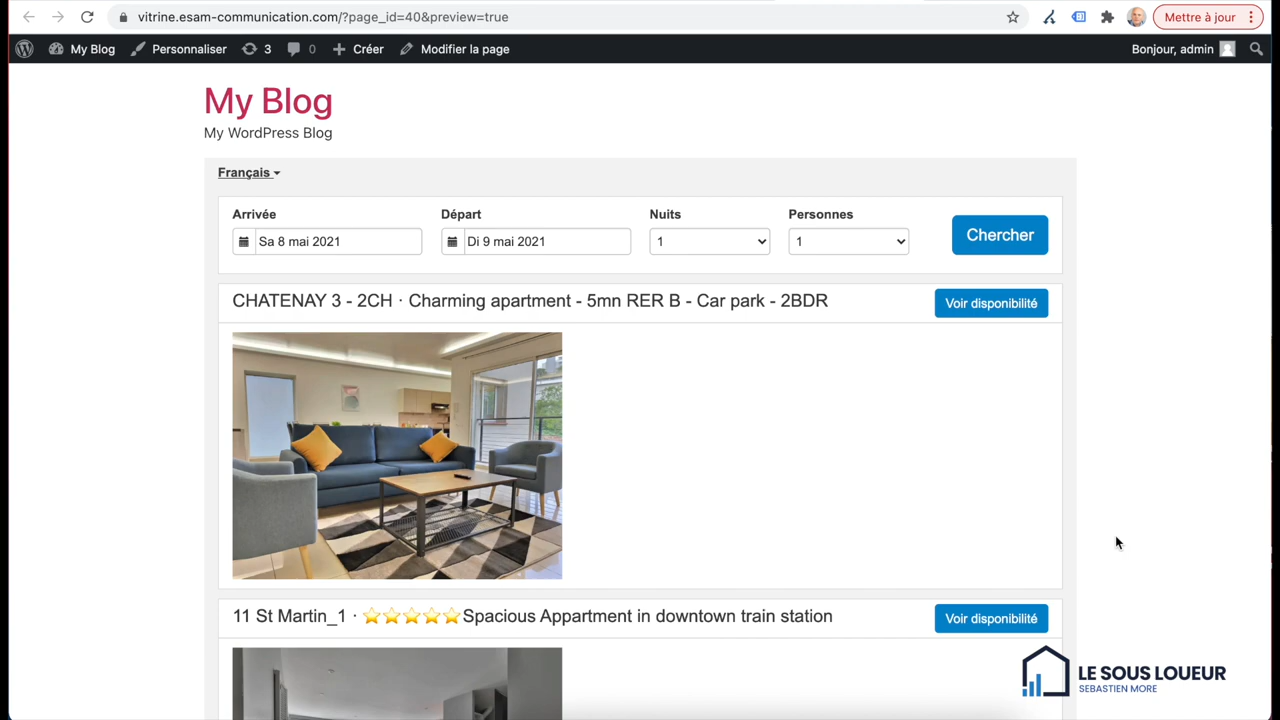 vitrine.esam-communication.com/?page_id=40&preview=true
Mettre à jour
My Blog
Personnaliser
3
0
Créer
Modifier la page
Bonjour, admin
My Blog
My WordPress Blog
Français
Arrivée
Départ
Nuits
Personnes
Sa 8 mai 2021
Di 9 mai 2021
1
1
Chercher
CHATENAY 3 - 2CH · Charming apartment - 5mn RER B - Car park - 2BDR
Voir disponibilité
11 St Martin_1 · ⭐⭐⭐⭐⭐Spacious Appartment in downtown train station
Voir disponibilité
LE SOUS LOUEUR
SEBASTIEN MORE